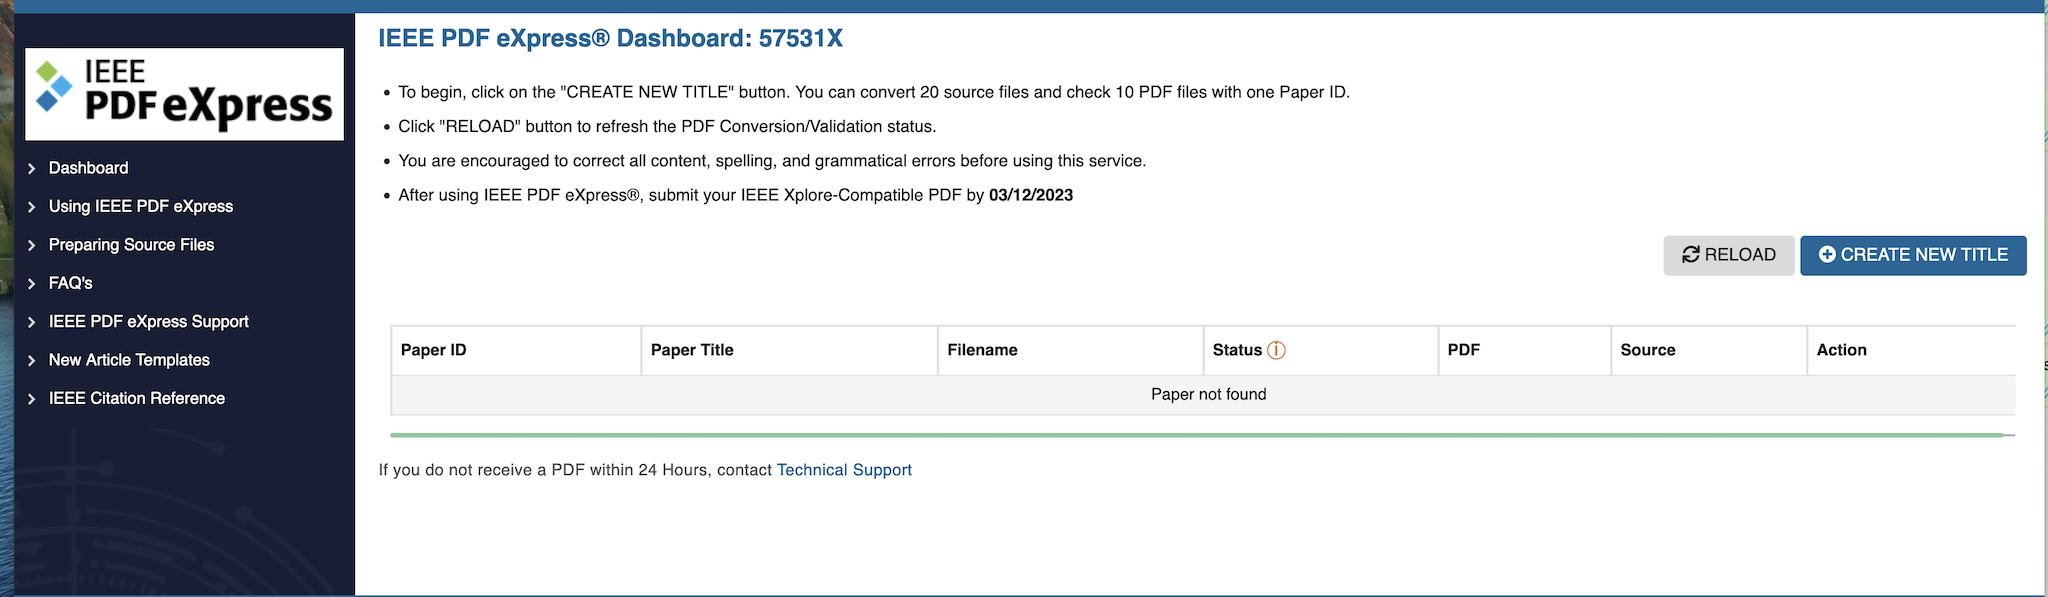 IEEE
PDF eXpress
Dashboard
Using IEEE PDF eXpress
Preparing Source Files
FAQ's
IEEE PDF eXpress Support
New Article Templates
IEEE Citation Reference
IEEE PDF eXpress® Dashboard: 57531X
To begin, click on the "CREATE NEW TITLE" button. You can convert 20 source files and check 10 PDF files with one Paper ID.
Click "RELOAD" button to refresh the PDF Conversion/Validation status.
You are encouraged to correct all content, spelling, and grammatical errors before using this service.
After using IEEE PDF eXpress®, submit your IEEE Xplore-Compatible PDF by 03/12/2023
RELOAD CREATE NEW TITLE
Paper ID Paper Title Filename Status PDF Source Action
Paper not found
If you do not receive a PDF within 24 Hours, contact Technical Support